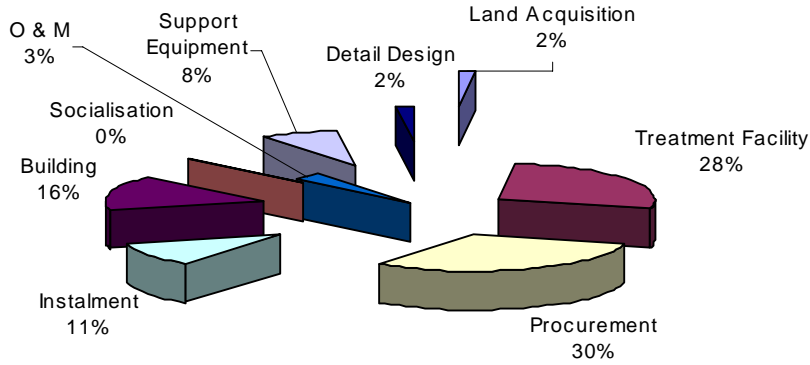 Land Acquisition
2%
Treatment Facility
28%
Procurement
30%
Instalment
11%
Building
16%
Socialisation
0%
O & M
3%
Support
Equipment
8%
Detail Design
2%